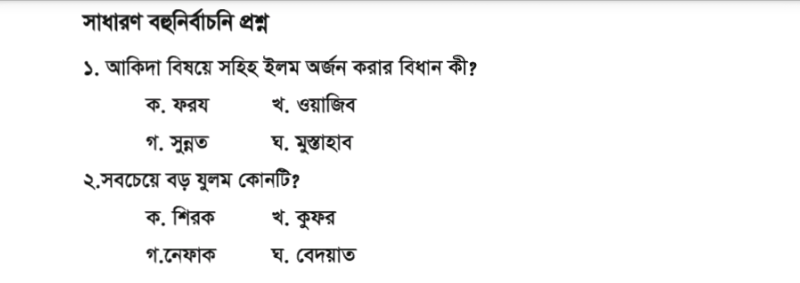 সাধারণ বহুনির্বাচনি প্রশ্ন
১. আকিদা বিষয়ে সহিহ ইলম অর্জন করার বিধান কী?
ক. ফরয খ. ওয়াজিব
গ. সুন্নত ঘ. মুস্তাহাব
২.সবচেয়ে বড় যুলম কোনটি?
ক. শিরক খ. কুফর
গ.নেফাক ঘ. বেদয়াত